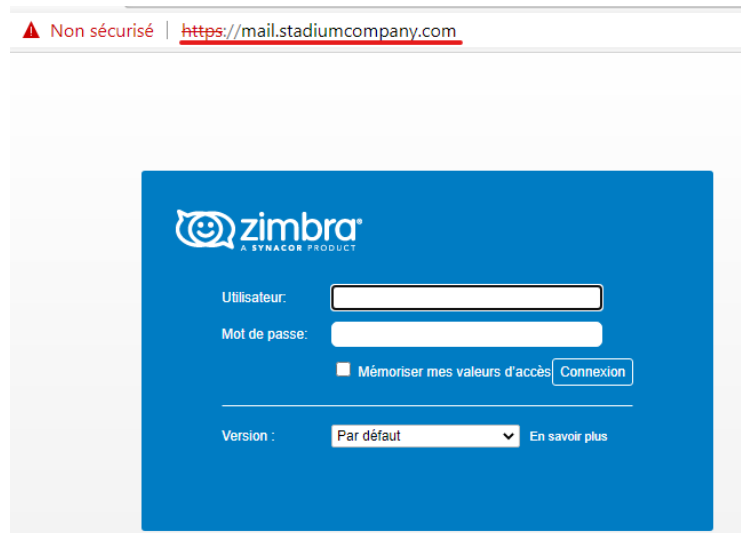 Non sécurisé | https://mail.stadiumcompany.com
zimbra®
A SYNACOR PRODUCT
Utilisateur:
Mot de passe:
Mémoriser mes valeurs d'accès Connexion
Version : Par défaut En savoir plus